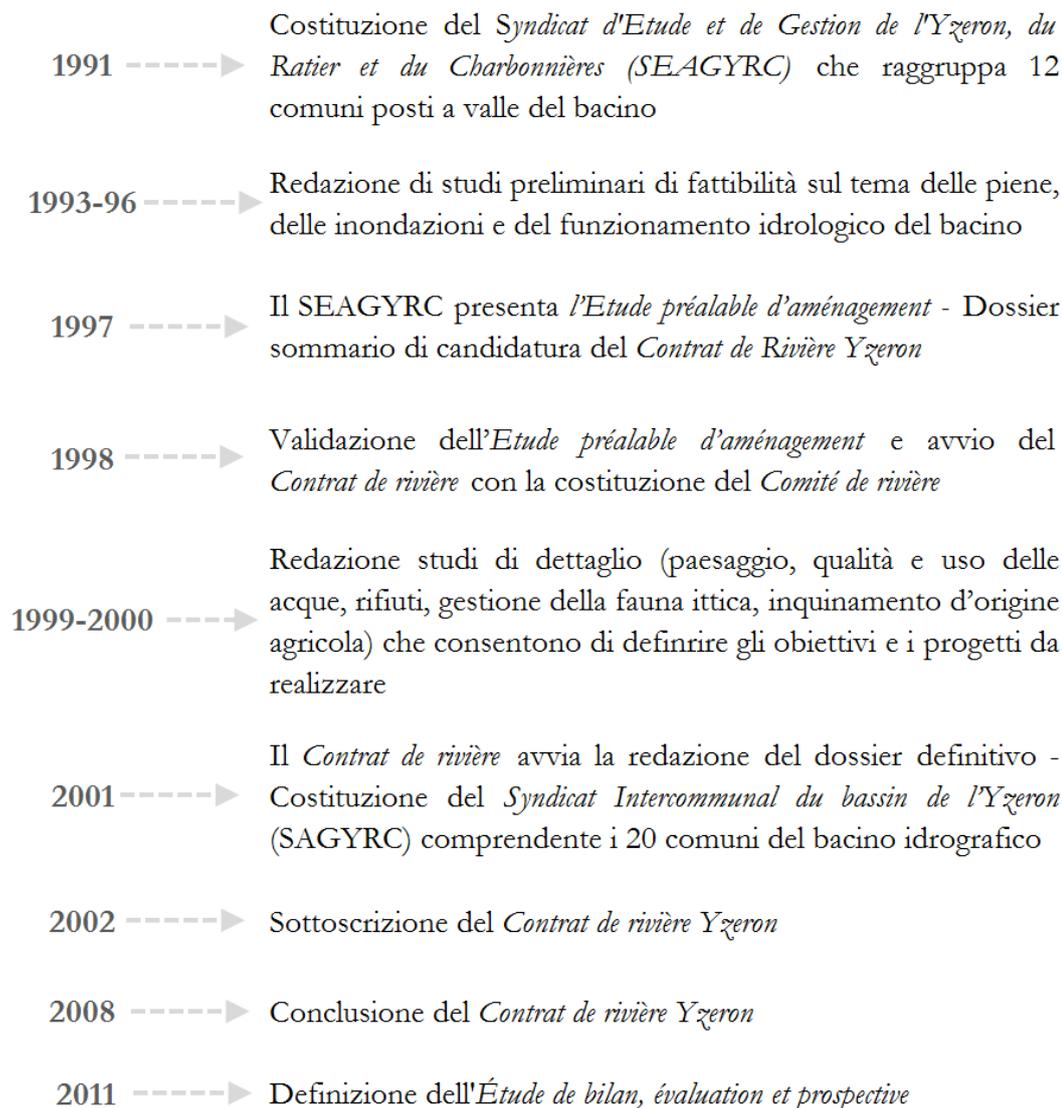 Costituzione del Syndicat d'Etude et de Gestion de l'Yzeron, du
1991 Ratier et du Charbonnières (SEAGYRC) che raggruppa 12
comuni posti a valle del bacino
1993-96 Redazione di studi preliminari di fattibilità sul tema delle piene,
delle inondazioni e del funzionamento idrologico del bacino
1997 Il SEAGYRC presenta l’Etude préalable d’aménagement - Dossier
sommario di candidatura del Contrat de Rivière Yzeron
1998 Validazione dell’Etude préalable d’aménagement e avvio del
Contrat de rivière con la costituzione del Comité de rivière
Redazione studi di dettaglio (paesaggio, qualità e uso delle
1999-2000 acque, rifiuti, gestione della fauna ittica, inquinamento d’origine
agricola) che consentono di definrire gli obiettivi e i progetti da
realizzare
Il Contrat de rivière avvia la redazione del dossier definitivo -
2001 Costituzione del Syndicat Intercommunal du bassin de l’Yzeron
(SAGYRC) comprendente i 20 comuni del bacino idrografico
2002 Sottoscrizione del Contrat de rivière Yzeron
2008 Conclusione del Contrat de rivière Yzeron
2011 Definizione dell'Étude de bilan, évaluation et prospective